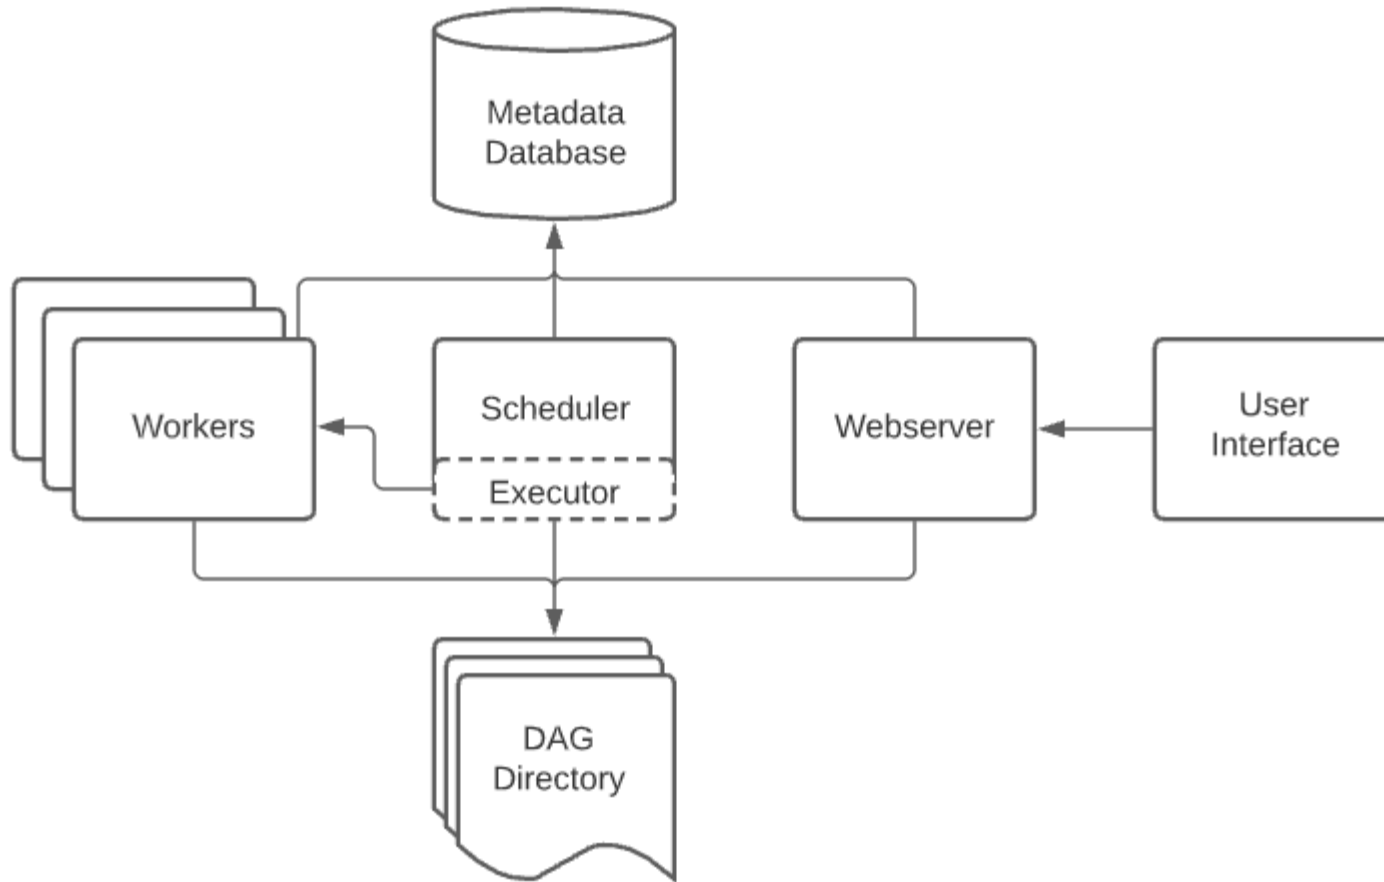 Metadata
Database
Workers
Scheduler
Executor
Webserver
User
Interface
DAG
Directory